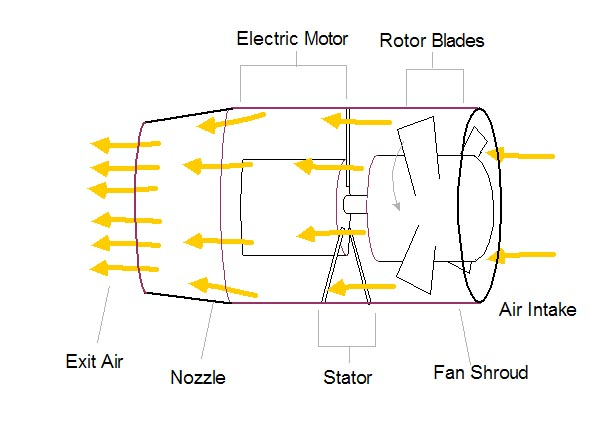 Electric Motor
Rotor Blades
Air Intake
Exit Air
Nozzle
Stator
Fan Shroud